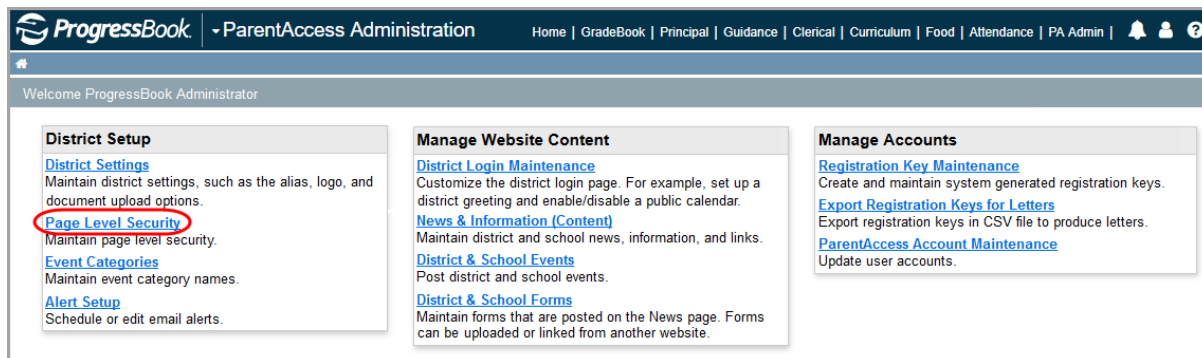 ProgressBook. ParentAccess Administration Home | GradeBook | Principal | Guidance | Clerical | Curriculum | Food | Attendance | PA Admin | ?
Welcome ProgressBook Administrator
District Setup
District Settings
Maintain district settings, such as the alias, logo, and
document upload options.
Page Level Security
Maintain page level security.
Event Categories
Maintain event category names.
Alert Setup
Schedule or edit email alerts.
Manage Website Content
District Login Maintenance
Customize the district login page. For example, set up a
district greeting and enable/disable a public calendar.
News & Information (Content)
Maintain district and school news, information, and links.
District & School Events
Post district and school events.
District & School Forms
Maintain forms that are posted on the News page. Forms
can be uploaded or linked from another website.
Manage Accounts
Registration Key Maintenance
Create and maintain system generated registration keys.
Export Registration Keys for Letters
Export registration keys in CSV file to produce letters.
ParentAccess Account Maintenance
Update user accounts.